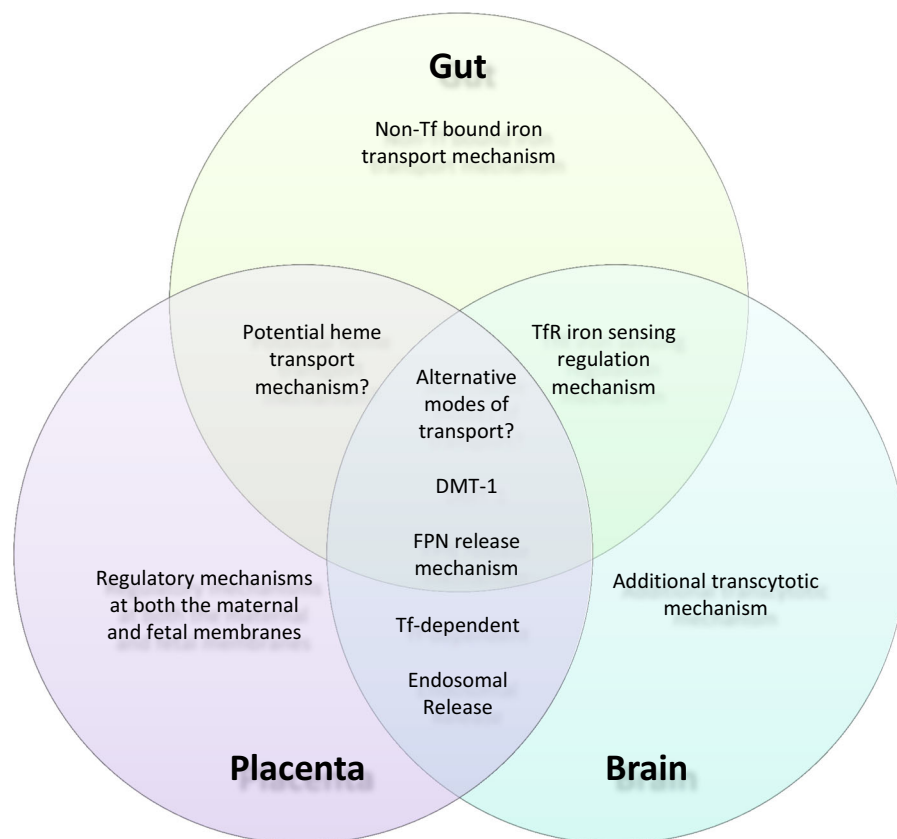 Gut
Non-Tf bound iron
transport mechanism
Potential heme
transport
mechanism?
TfR iron sensing
regulation
mechanism
Alternative
modes of
transport?
DMT-1
FPN release
mechanism
Regulatory mechanisms
at both the maternal
and fetal membranes
Additional transcytotic
mechanism
Tf-dependent
Endosomal
Release
Placenta
Brain